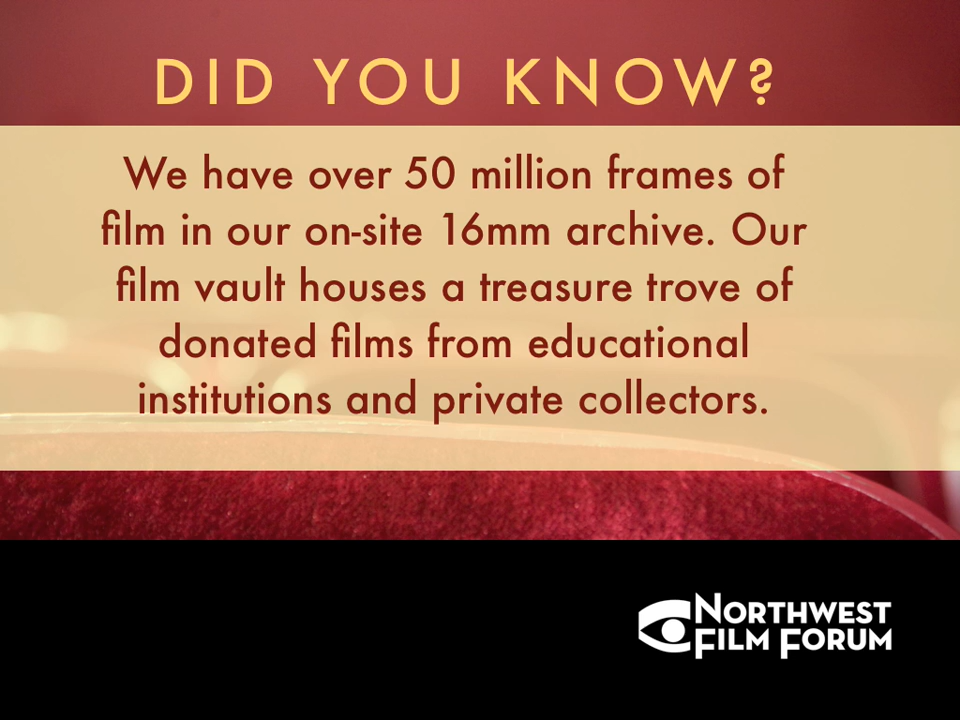 DID YOU KNOW?
We have over 50 million frames of
film in our on-site 16mm archive. Our
film vault houses a treasure trove of
donated films from educational
institutions and private collectors.
NORTHWEST
FILM FORUM